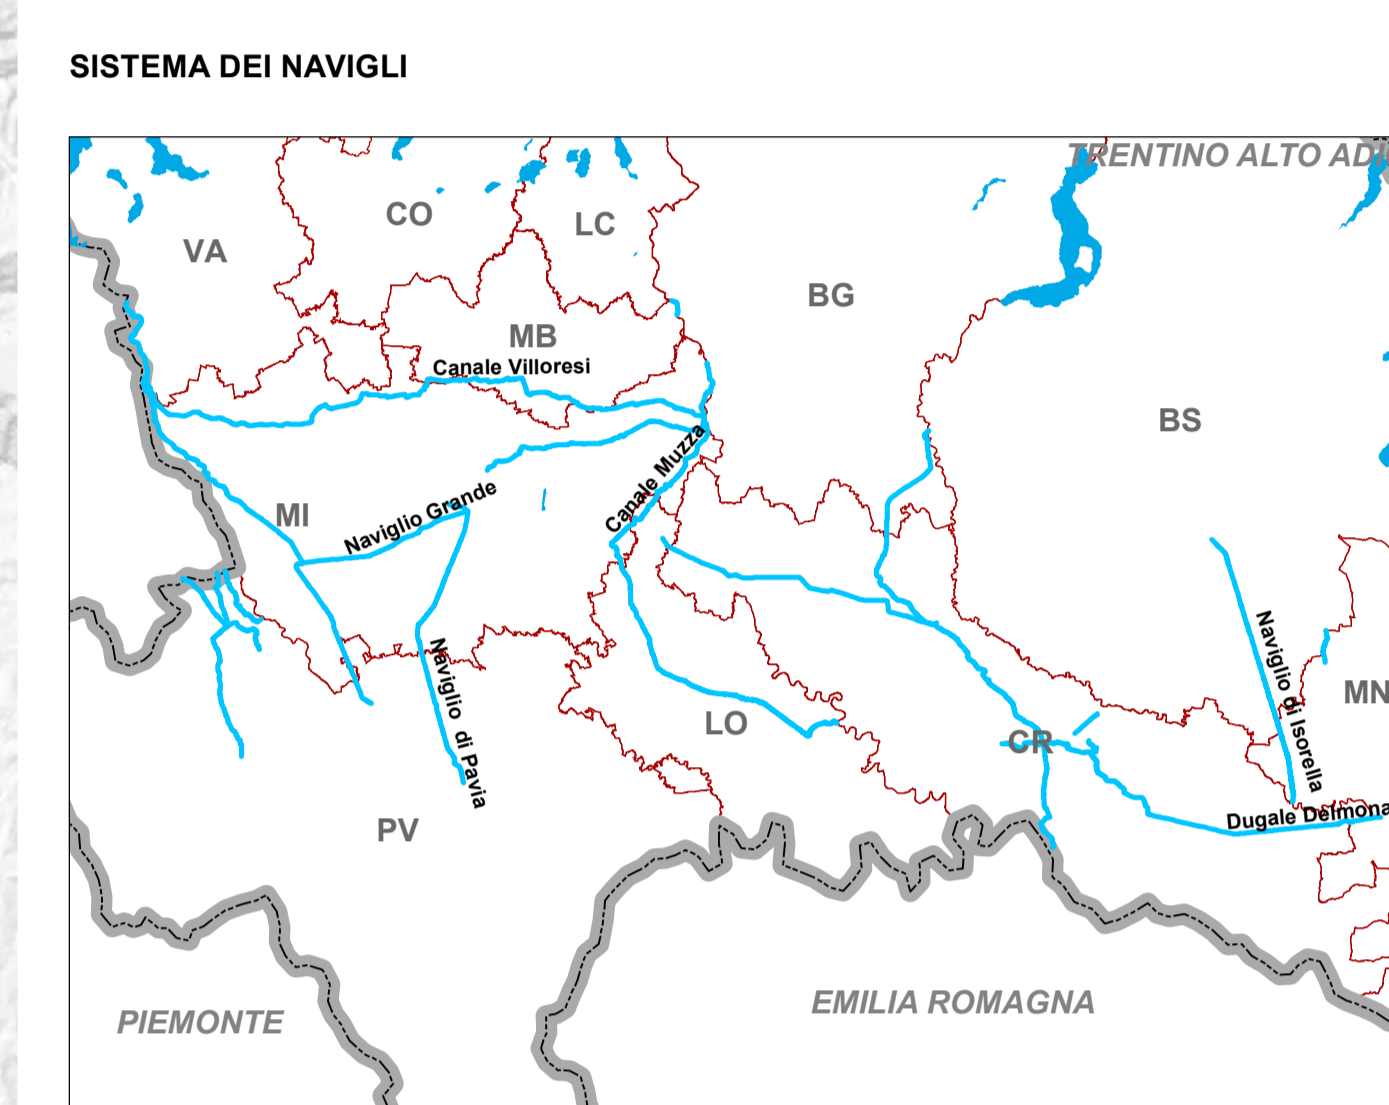 SISTEMA DEI NAVIGLI
TRENTINO ALTO ADI
CO
LC
VA
BG
MB
Canale Villoresi
BS
Canale Muzza
MI
Naviglio Grande
Naviglio di Isorella
Naviglio di Pavia
MN
LO
CR
Dugale Delmona
PV
EMILIA ROMAGNA
PIEMONTE